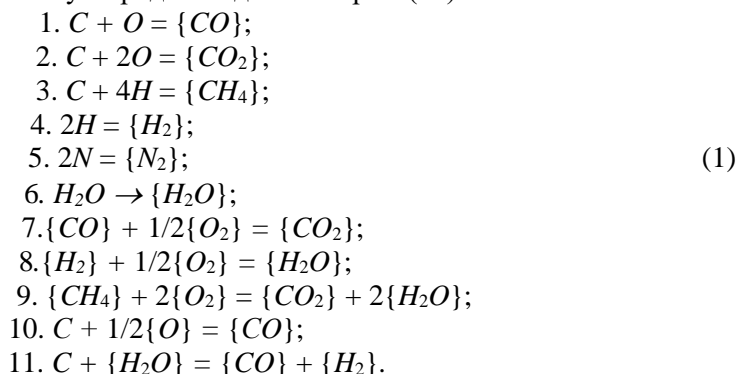 1. C + O = {CO};
2. C + 2O = {CO₂};
3. C + 4H = {CH₄};
4. 2H = {H₂};
5. 2N = {N₂}; (1)
6. H₂O → {H₂O};
7.{CO} + 1/2{O₂} = {CO₂};
8.{H₂} + 1/2{O₂} = {H₂O};
9. {CH₄} + 2{O₂} = {CO₂} + 2{H₂O};
10. C + 1/2{O} = {CO};
11. C + {H₂O} = {CO} + {H₂}.